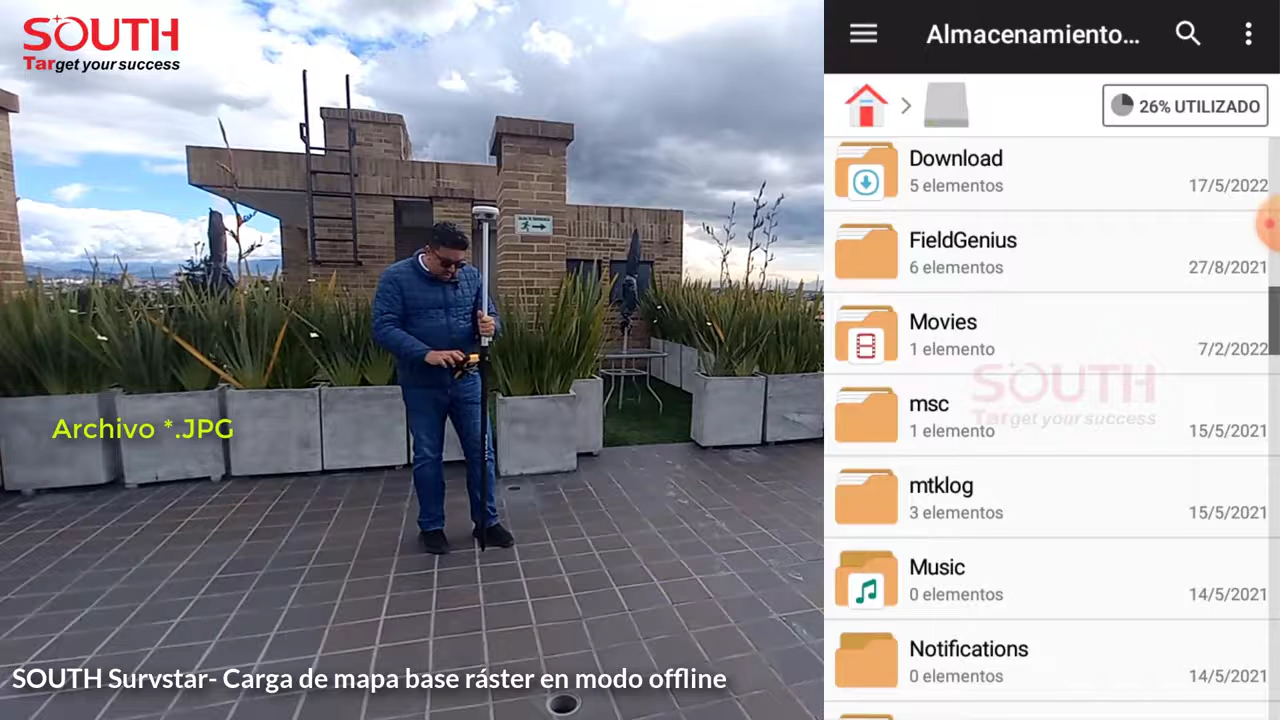 SOUTH
Target your success
Archivo *.JPG
SOUTH Survstar- Carga de mapa base ráster en modo offline
Almacenamiento...
26% UTILIZADO
Download
5 elementos
17/5/2022
FieldGenius
6 elementos
27/8/2021
Movies
1 elemento
7/2/2022
SOUTH
Target your success
msc
1 elemento
15/5/2021
mtklog
3 elementos
15/5/2021
Music
0 elementos
14/5/2021
Notifications
0 elementos
14/5/2021